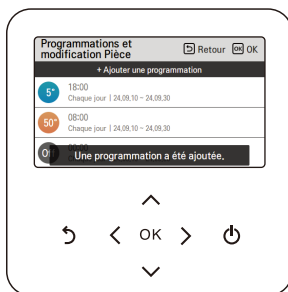 Programmations et
modification Pièce
Retour OK OK
+ Ajouter une programmation
5° 18:00
Chaque jour | 24,09,10 ~ 24,09,30
50° 08:00
Chaque jour | 24,09,10 ~ 24,09,30
Une programmation a été ajoutée.
OK